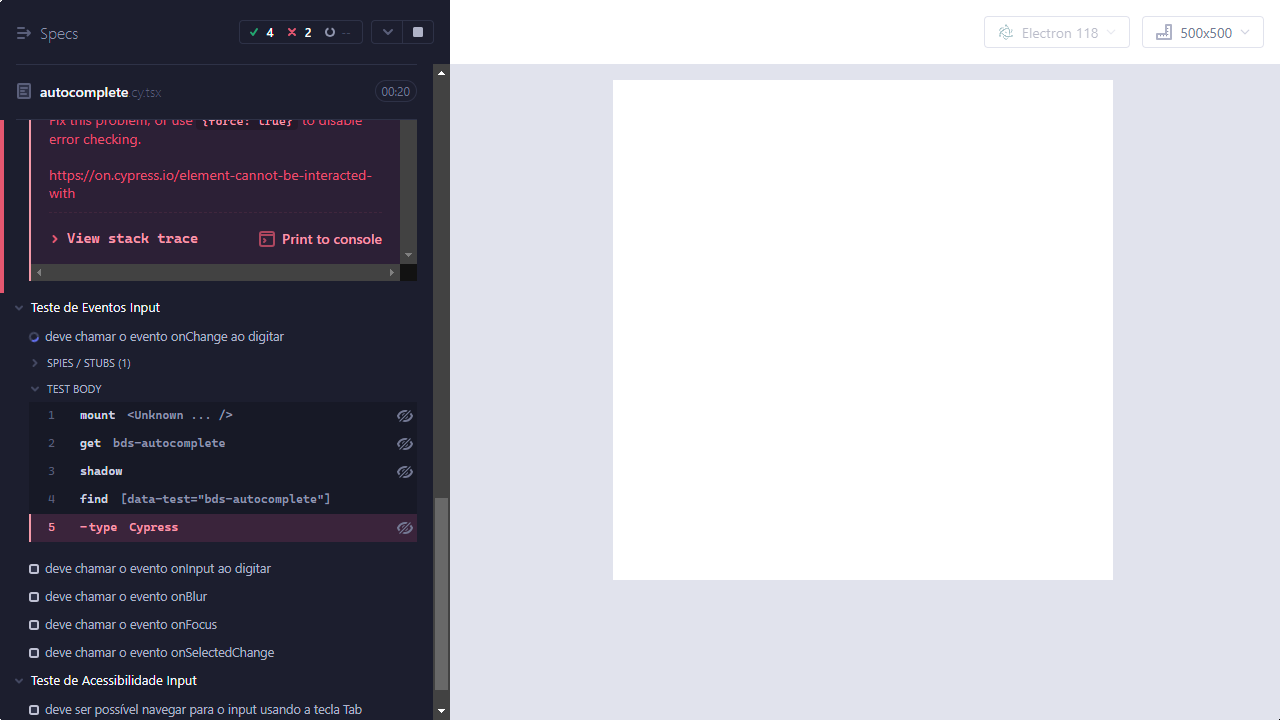 Specs
4 2 --
Electron 118
500x500
autocomplete.cy.tsx
00:20
Fix this problem, or use {force: true} to disable
error checking.
https://on.cypress.io/element-cannot-be-interacted-
with
View stack trace
Print to console
Teste de Eventos Input
deve chamar o evento onChange ao digitar
SPIES / STUBS (1)
TEST BODY
1 mount <Unknown ... />
2 get bds-autocomplete
3 shadow
4 find [data-test="bds-autocomplete"]
5 -type Cypress
deve chamar o evento onInput ao digitar
deve chamar o evento onBlur
deve chamar o evento onFocus
deve chamar o evento onSelectedChange
Teste de Acessibilidade Input
deve ser possível navegar para o input usando a tecla Tab